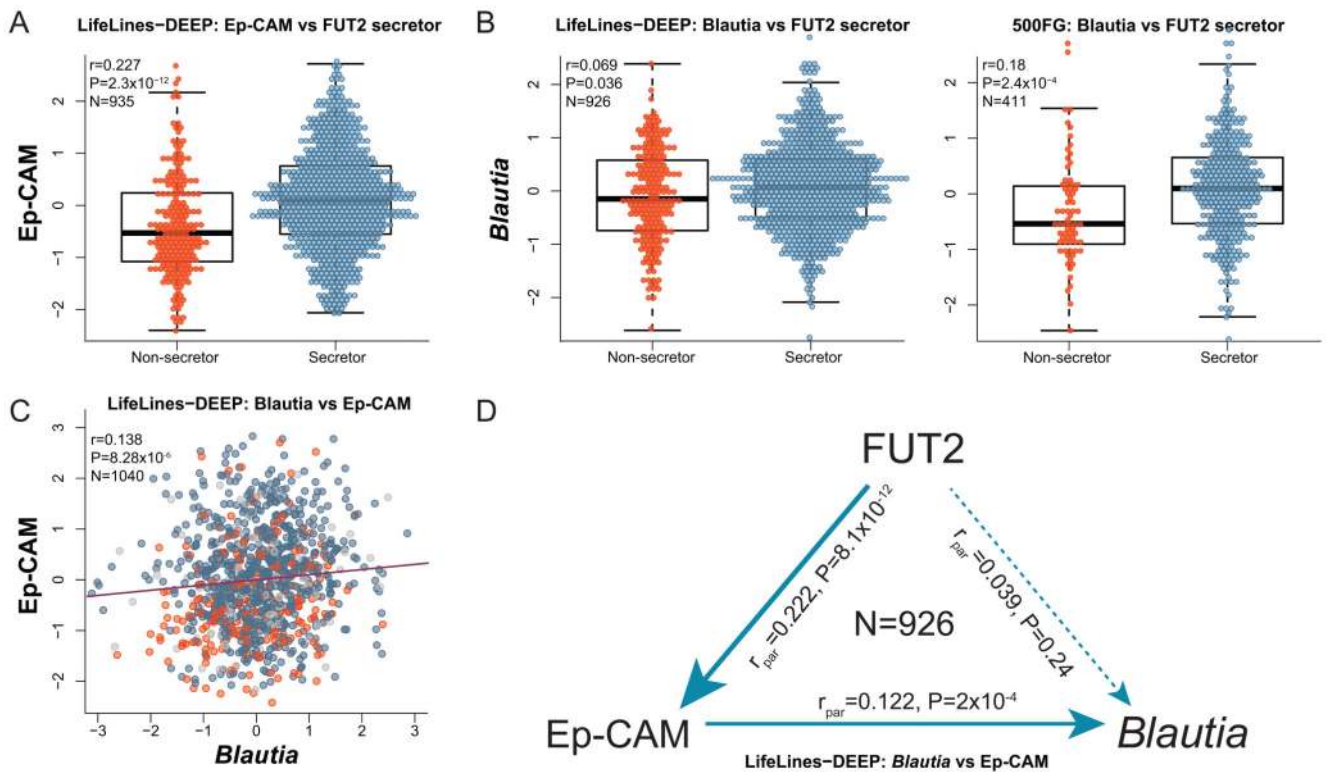 A
LifeLines−DEEP: Ep-CAM vs FUT2 secretor
r=0.227
P=2.3x10⁻¹²
N=935
Ep-CAM
2
1
0
-1
-2
Non−secretor
Secretor
B
LifeLines−DEEP: Blautia vs FUT2 secretor
r=0.069
P=0.036
N=926
Blautia
2
1
0
-1
-2
Non−secretor
Secretor
500FG: Blautia vs FUT2 secretor
r=0.18
P=2.4x10⁻⁴
N=411
2
1
0
-1
-2
Non−secretor
Secretor
C
LifeLines−DEEP: Blautia vs Ep-CAM
r=0.138
P=8.28x10⁻⁶
N=1040
Ep-CAM
3
2
1
0
−1
−2
−3 −2 −1 0 1 2 3
Blautia
D
FUT2
r_par =0.222, P=8.1x10⁻¹²
r_par =0.039, P=0.24
N=926
r_par=0.122, P=2x10⁻⁴
Ep-CAM
Blautia
LifeLines−DEEP: Blautia vs Ep-CAM